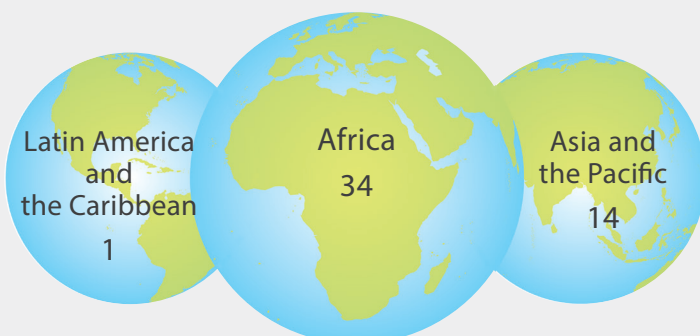 Latin America
and
the Caribbean
1
Africa
34
Asia and
the Pacific
14